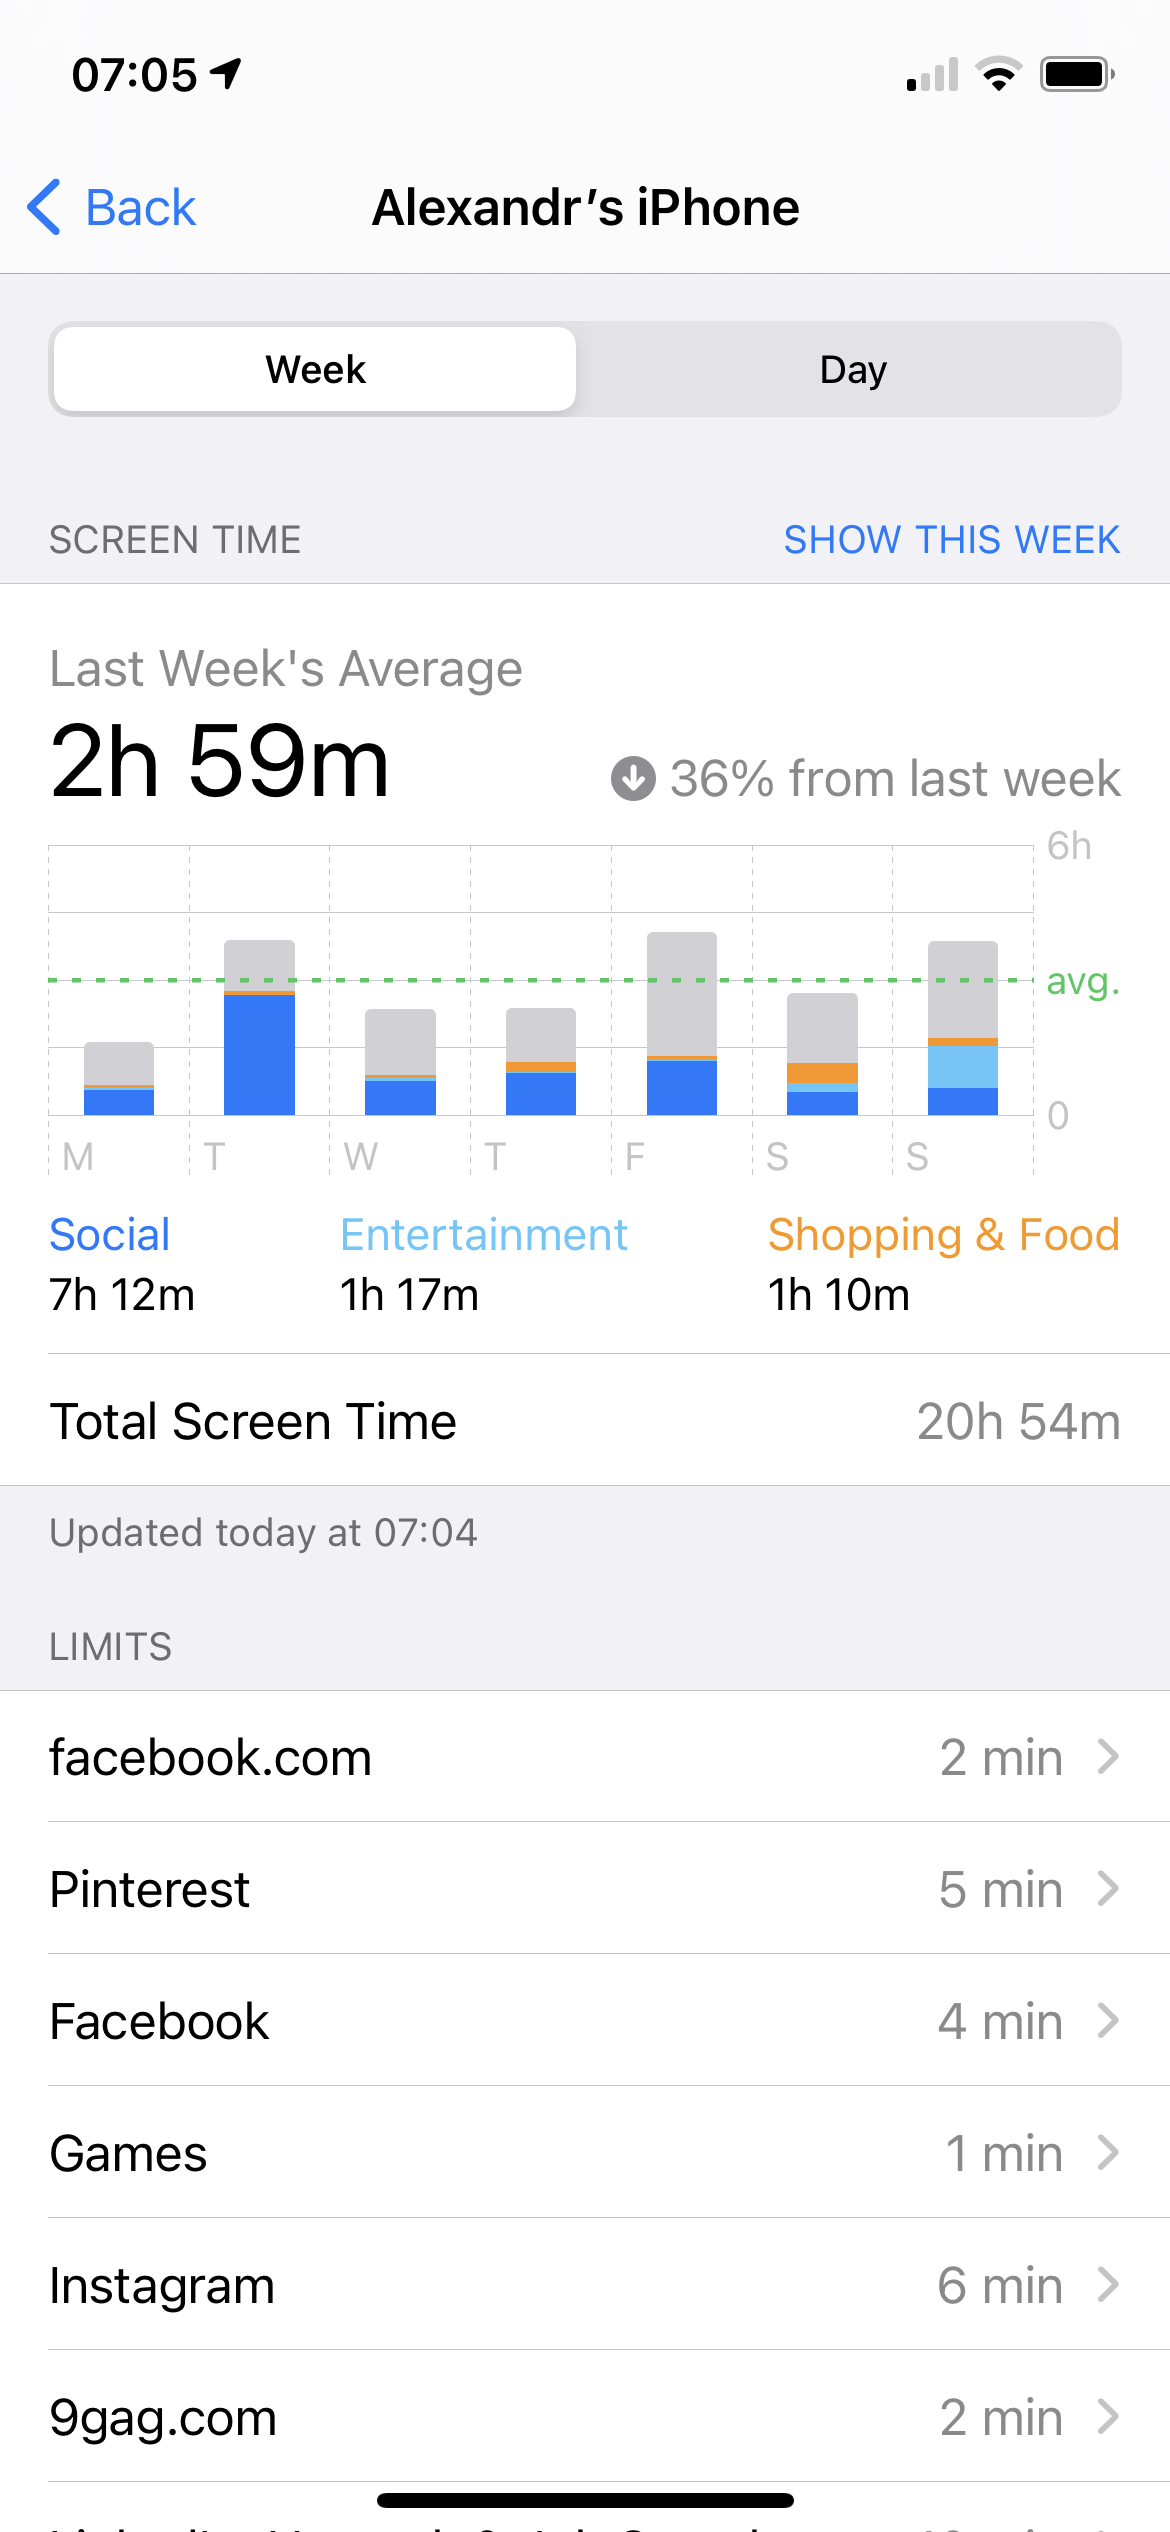 07:05
Back
Alexandr's iPhone
Week Day
SCREEN TIME SHOW THIS WEEK
Last Week's Average
2h 59m 36% from last week
6h
avg.
0
M T W T F S S
Social Entertainment Shopping & Food
7h 12m 1h 17m 1h 10m
Total Screen Time 20h 54m
Updated today at 07:04
LIMITS
facebook.com 2 min
Pinterest 5 min
Facebook 4 min
Games 1 min
Instagram 6 min
9gag.com 2 min